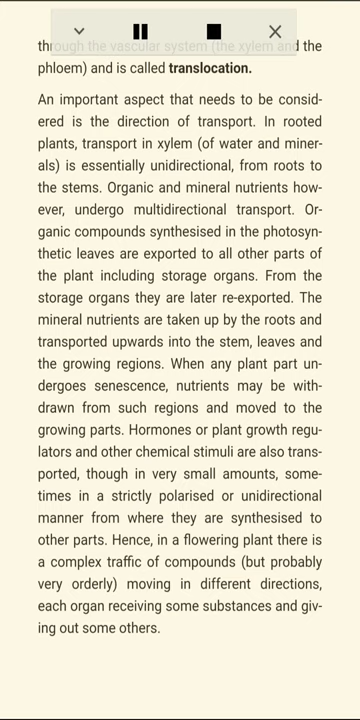 through the vascular system (the xylem and the
phloem) and is called translocation.
An important aspect that needs to be consid-
ered is the direction of transport. In rooted
plants, transport in xylem (of water and miner-
als) is essentially unidirectional, from roots to
the stems. Organic and mineral nutrients how-
ever, undergo multidirectional transport. Or-
ganic compounds synthesised in the photosyn-
thetic leaves are exported to all other parts of
the plant including storage organs. From the
storage organs they are later re-exported. The
mineral nutrients are taken up by the roots and
transported upwards into the stem, leaves and
the growing regions. When any plant part un-
dergoes senescence, nutrients may be with-
drawn from such regions and moved to the
growing parts. Hormones or plant growth regu-
lators and other chemical stimuli are also trans-
ported, though in very small amounts, some-
times in a strictly polarised or unidirectional
manner from where they are synthesised to
other parts. Hence, in a flowering plant there is
a complex traffic of compounds (but probably
very orderly) moving in different directions,
each organ receiving some substances and giv-
ing out some others.